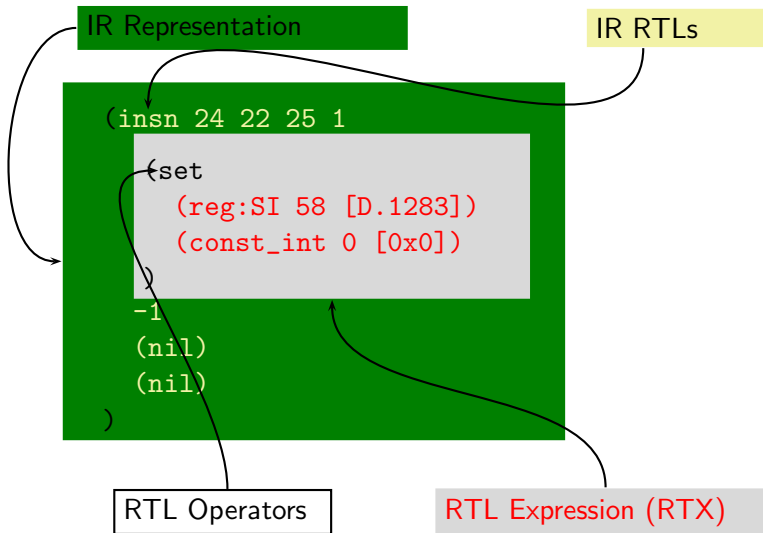 IR Representation
IR RTLs
(insn 24 22 25 1
(set
(reg:SI 58 [D.1283])
(const_int 0 [0x0])
)
-1
(nil)
(nil)
)
RTL Operators
RTL Expression (RTX)